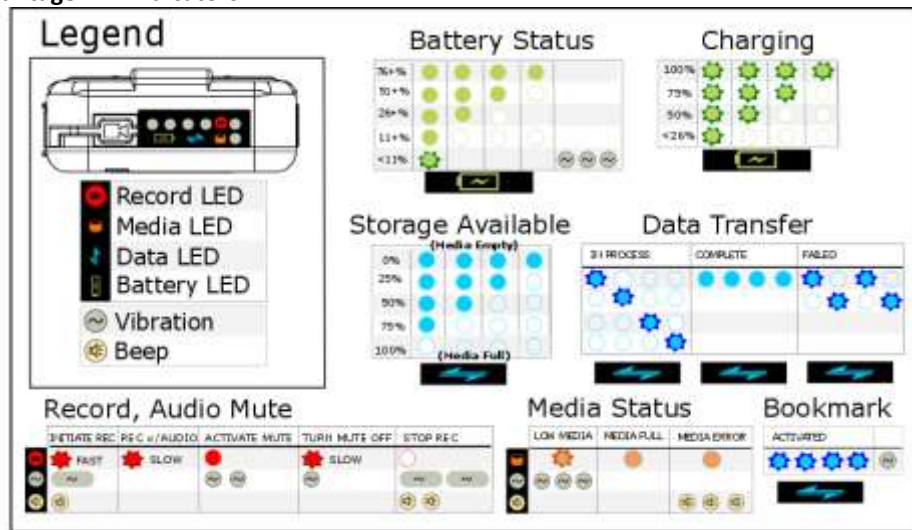 Legend
Record LED
Media LED
Data LED
Battery LED
Vibration
Beep
Battery Status
76+%
51+%
26+%
11+%
<11%
Charging
100%
75%
50%
<26%
Storage Available
(Media Empty)
0%
25%
50%
75%
100%
(Media Full)
Data Transfer
IN PROCESS COMPLETE FAILED
Record, Audio Mute
INITIATE REC REC w/AUDIO ACTIVATE MUTE TURN MUTE OFF STOP REC
FAST SLOW SLOW
Media Status
LOW MEDIA MEDIA FULL MEDIA ERROR
Bookmark
ACTIVATED